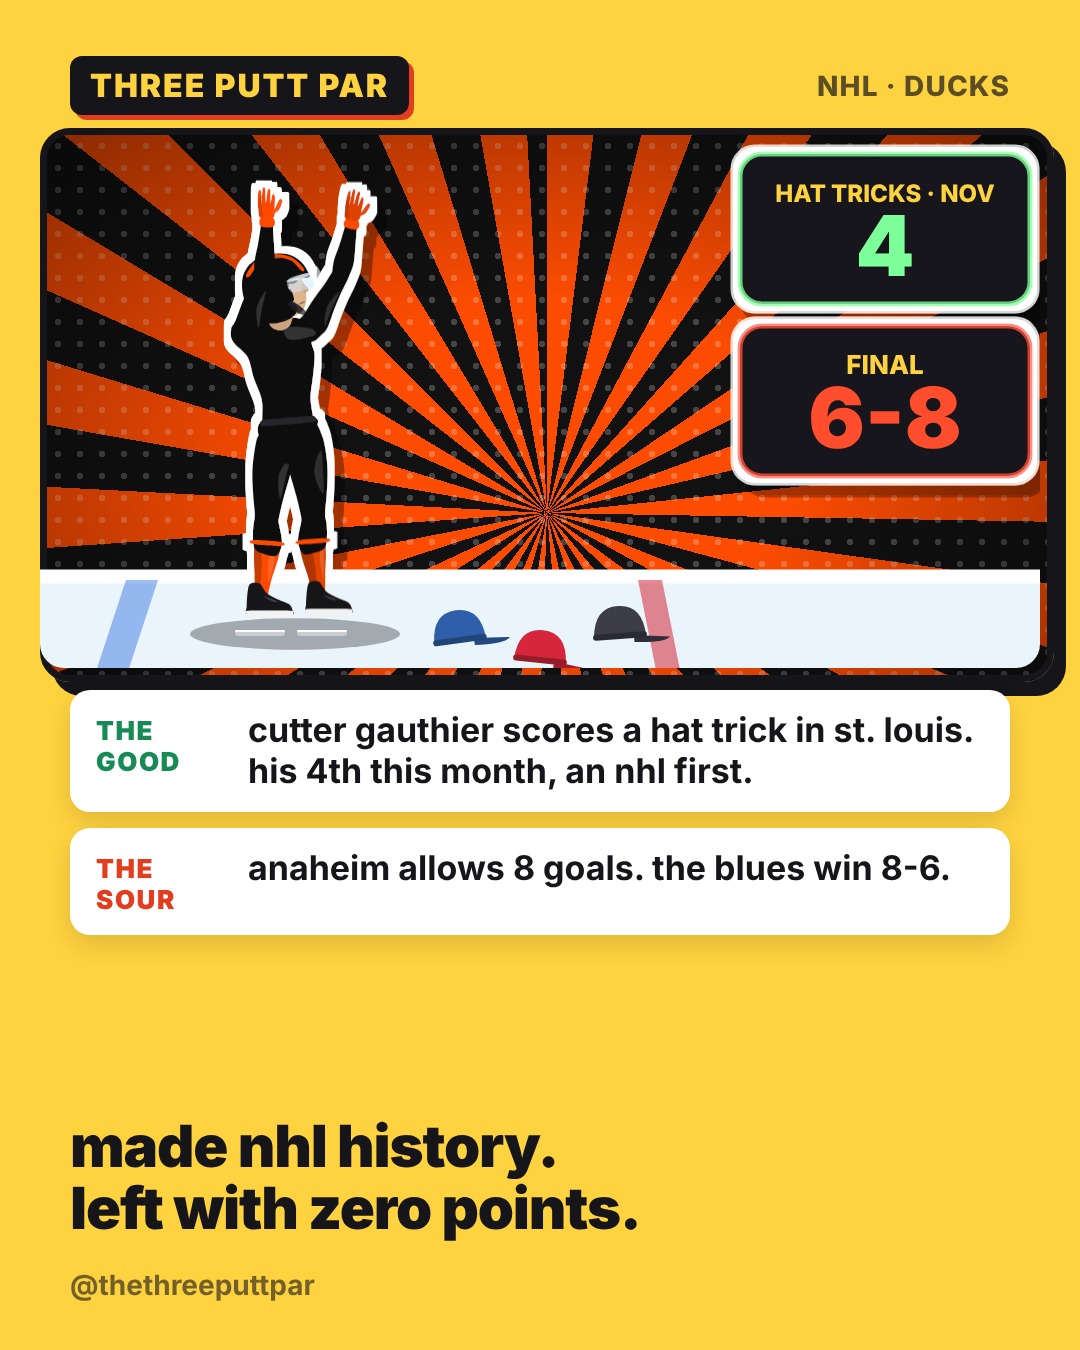 THREE PUTT PAR
NHL · DUCKS
HAT TRICKS · NOV
4
FINAL
6-8
THE
GOOD
cutter gauthier scores a hat trick in st. louis.
his 4th this month, an nhl first.
THE
SOUR
anaheim allows 8 goals. the blues win 8-6.
made nhl history.
left with zero points.
@thethreeputtpar